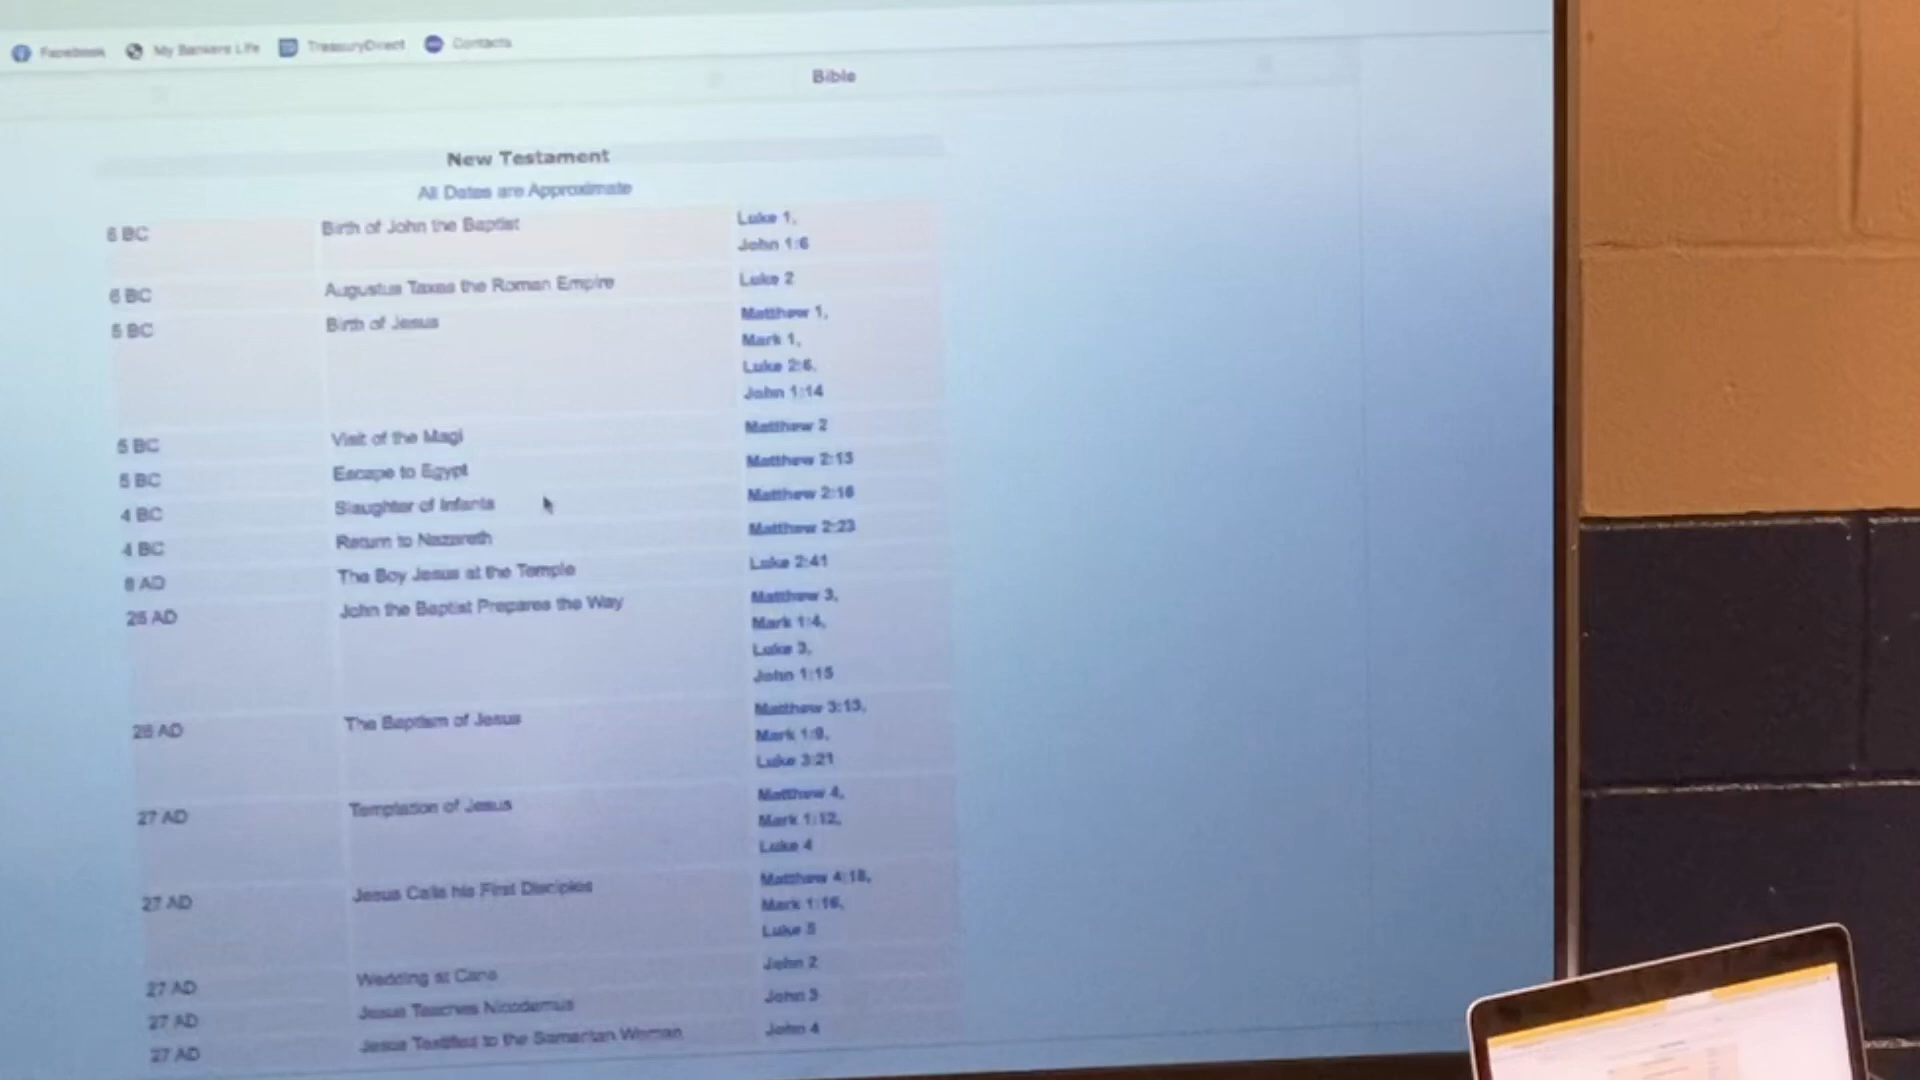 Facebook My Bankers Life TreasuryDirect Contacts
Bible
New Testament
All Dates are Approximate
6 BC Birth of John the Baptist Luke 1,
John 1:6
6 BC Augustus Taxes the Roman Empire Luke 2
5 BC Birth of Jesus Matthew 1,
Mark 1,
Luke 2:6,
John 1:14
5 BC Visit of the Magi Matthew 2
5 BC Escape to Egypt Matthew 2:13
4 BC Slaughter of Infants Matthew 2:16
4 BC Return to Nazareth Matthew 2:23
8 AD The Boy Jesus at the Temple Luke 2:41
John the Baptist Prepares the Way Matthew 3,
Mark 1:4,
Luke 3,
John 1:15
26 AD The Baptism of Jesus Matthew 3:13,
Mark 1:9,
Luke 3:21
27 AD Temptation of Jesus Matthew 4,
Mark 1:12,
Luke 4
27 AD Jesus Calls his First Disciples Matthew 4:18,
Mark 1:16,
Luke 5
27 AD Wedding at Cana John 2
27 AD Jesus Teaches Nicodemus John 3
27 AD Jesus Testifies to the Samaritan Woman John 4